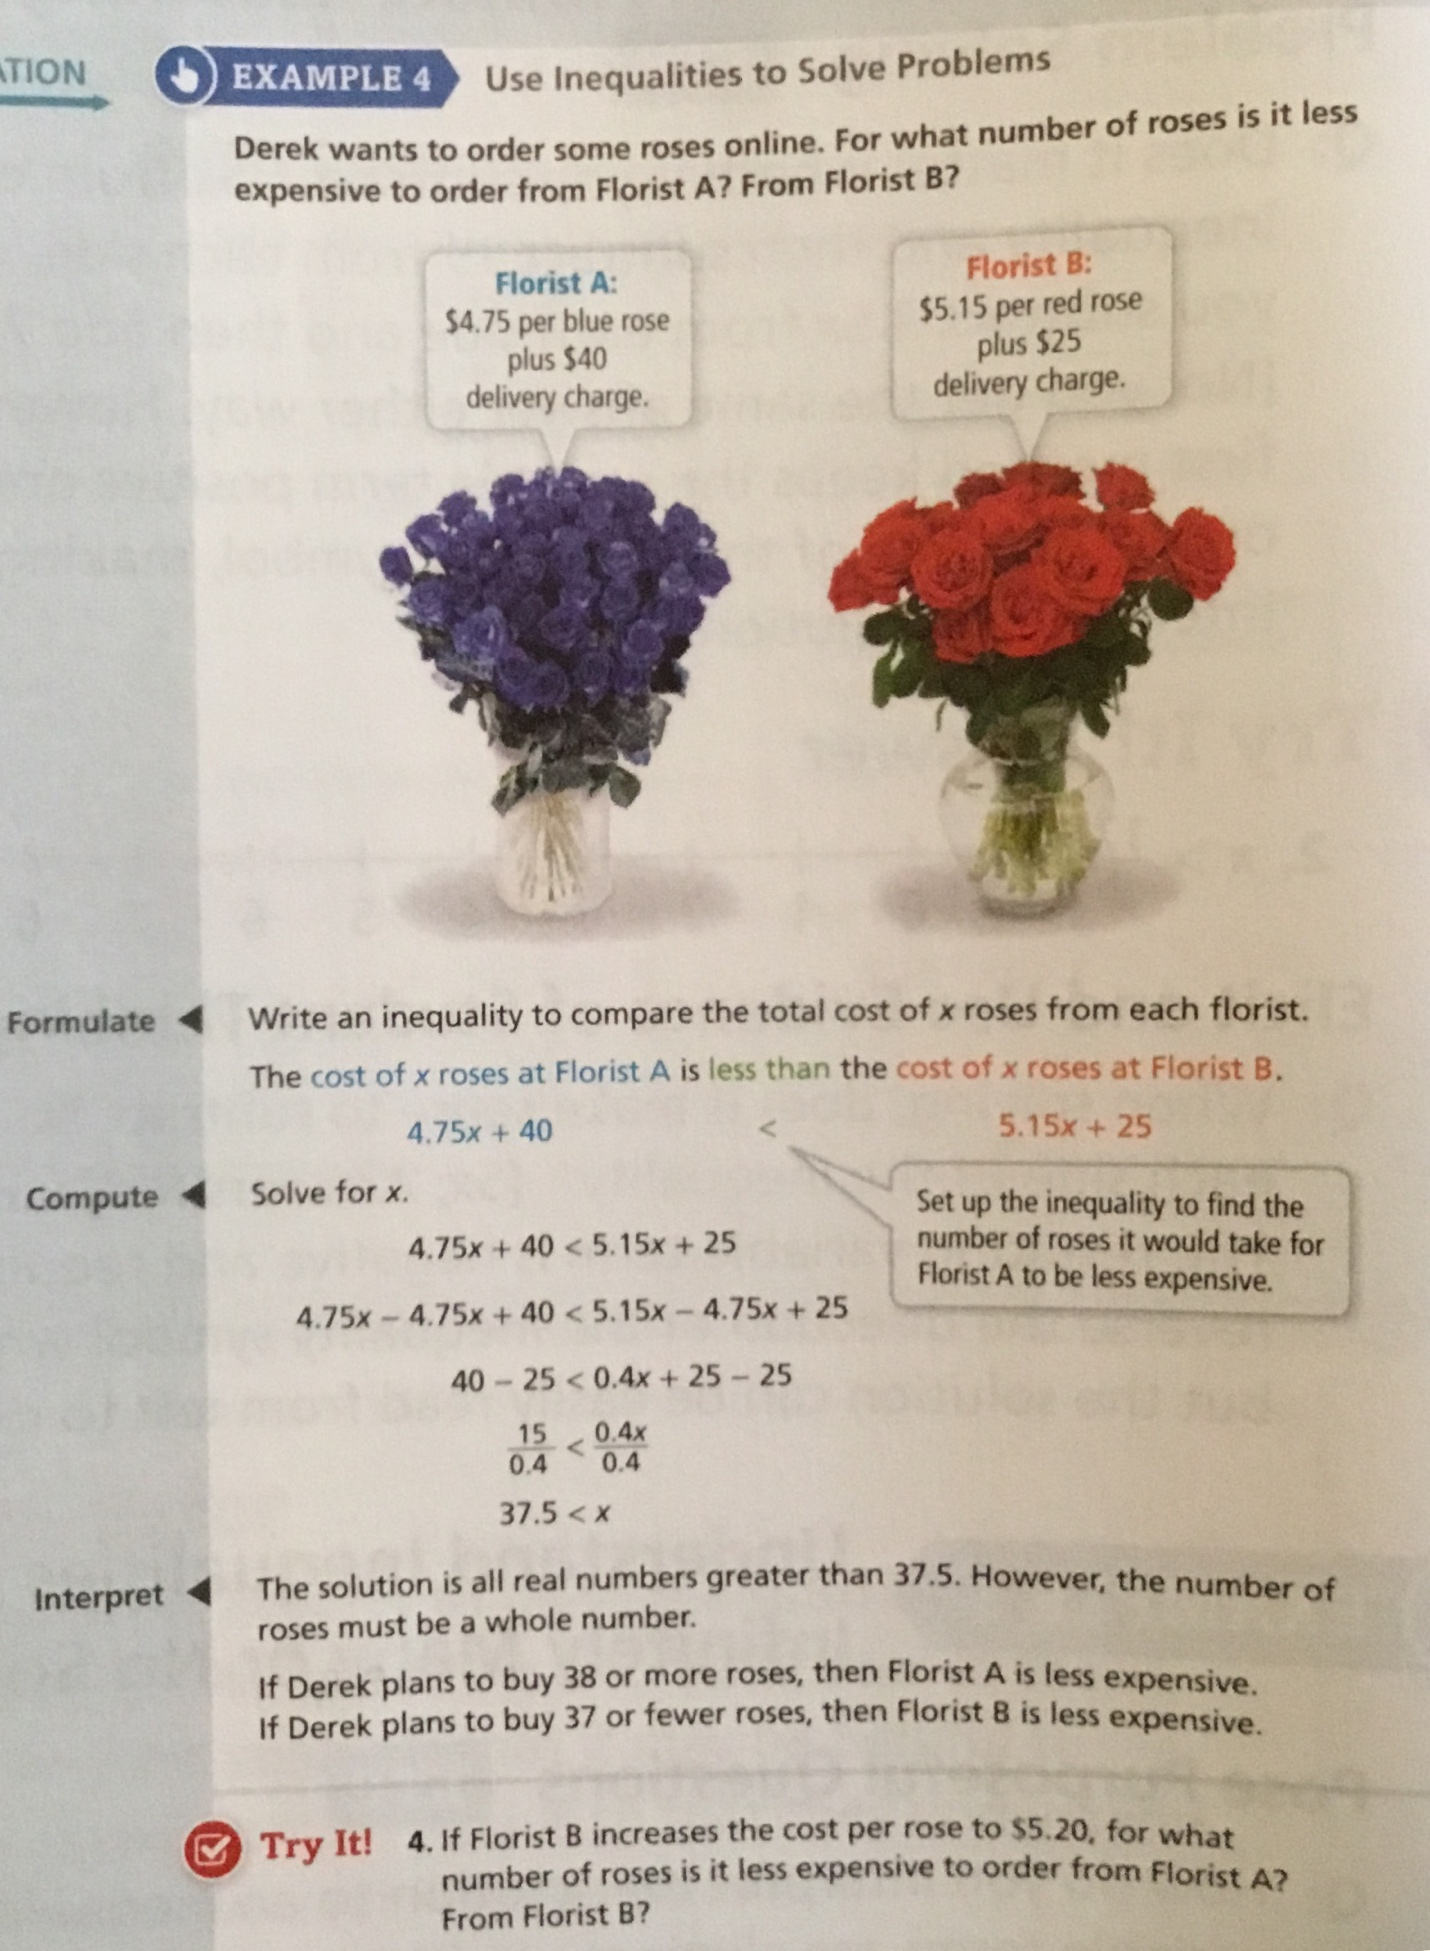 ATION
EXAMPLE 4 Use Inequalities to Solve Problems
Derek wants to order some roses online. For what number of roses is it less
expensive to order from Florist A? From Florist B?
Florist A:
$4.75 per blue rose
plus $40
delivery charge.
Florist B:
$5.15 per red rose
plus $25
delivery charge.
Formulate ◀ Write an inequality to compare the total cost of x roses from each florist.
The cost of x roses at Florist A is less than the cost of x roses at Florist B.
4.75x + 40 < 5.15x + 25
Compute ◀ Solve for x.
Set up the inequality to find the
number of roses it would take for
Florist A to be less expensive.
4.75x + 40 < 5.15x + 25
4.75x − 4.75x + 40 < 5.15x − 4.75x + 25
40 − 25 < 0.4x + 25 − 25
15/0.4 < 0.4x/0.4
37.5 < x
Interpret ◀ The solution is all real numbers greater than 37.5. However, the number of
roses must be a whole number.
If Derek plans to buy 38 or more roses, then Florist A is less expensive.
If Derek plans to buy 37 or fewer roses, then Florist B is less expensive.
Try It! 4. If Florist B increases the cost per rose to $5.20, for what
number of roses is it less expensive to order from Florist A?
From Florist B?